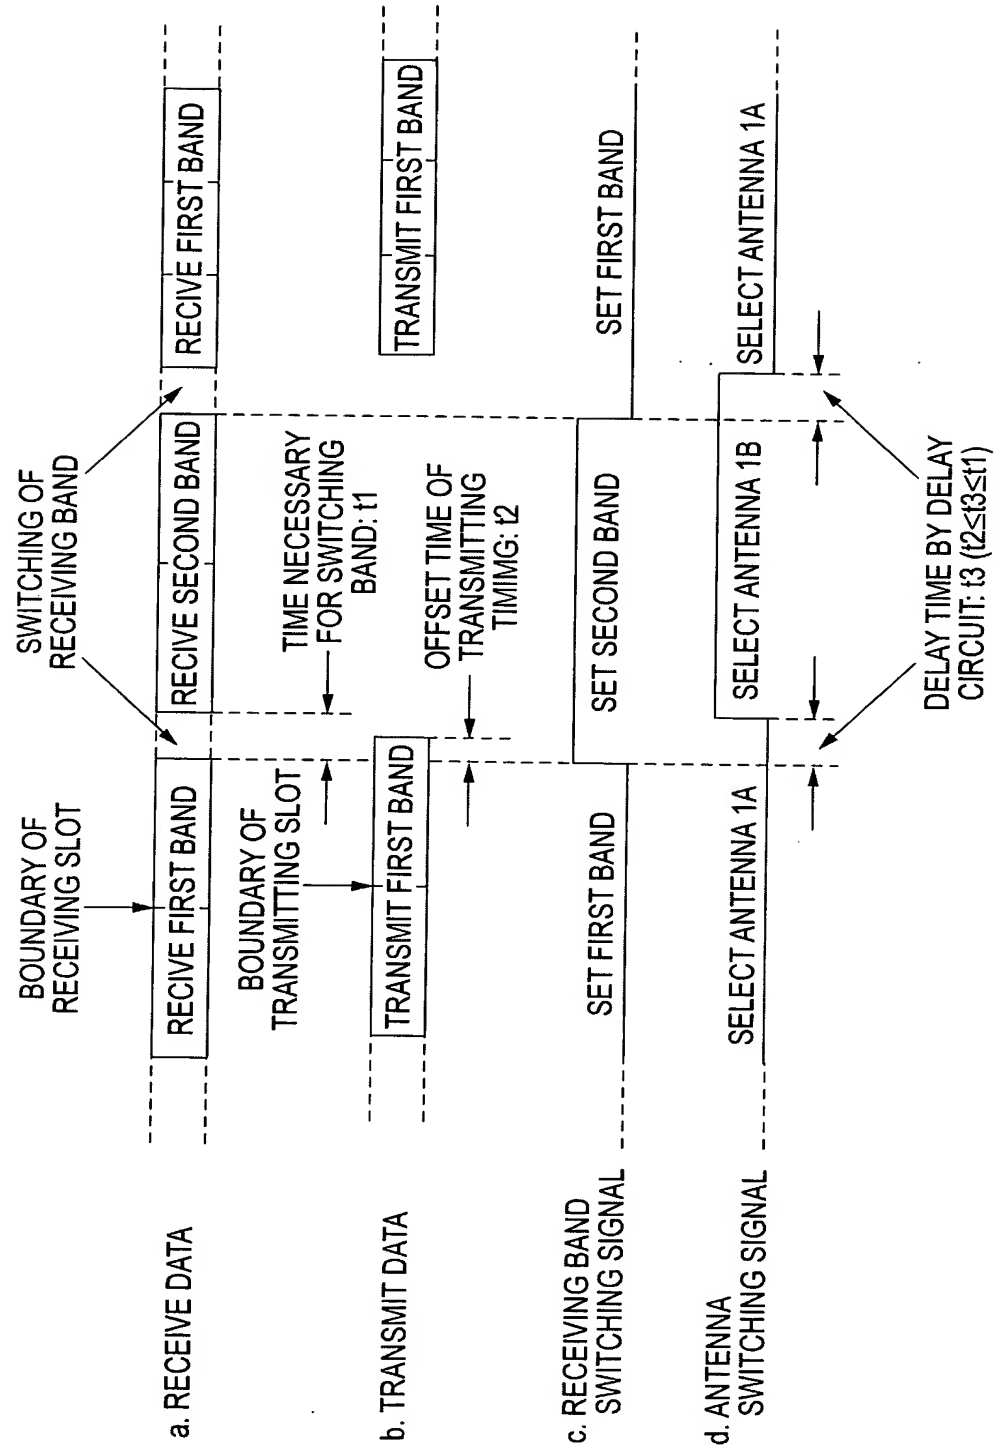 BOUNDARY OF
RECEIVING SLOT
SWITCHING OF
RECEIVING BAND
a. RECEIVE DATA
RECIVE FIRST BAND
RECIVE SECOND BAND
RECIVE FIRST BAND
BOUNDARY OF
TRANSMITTING SLOT
TIME NECESSARY
FOR SWITCHING
BAND: t1
b. TRANSMIT DATA
TRANSMIT FIRST BAND
TRANSMIT FIRST BAND
OFFSET TIME OF
TRANSMITTING
TIMIMG: t2
c. RECEIVING BAND
SWITCHING SIGNAL
SET FIRST BAND
SET SECOND BAND
SET FIRST BAND
d. ANTENNA
SWITCHING SIGNAL
SELECT ANTENNA 1A
SELECT ANTENNA 1B
SELECT ANTENNA 1A
DELAY TIME BY DELAY
CIRCUIT: t3 (t2≤t3≤t1)